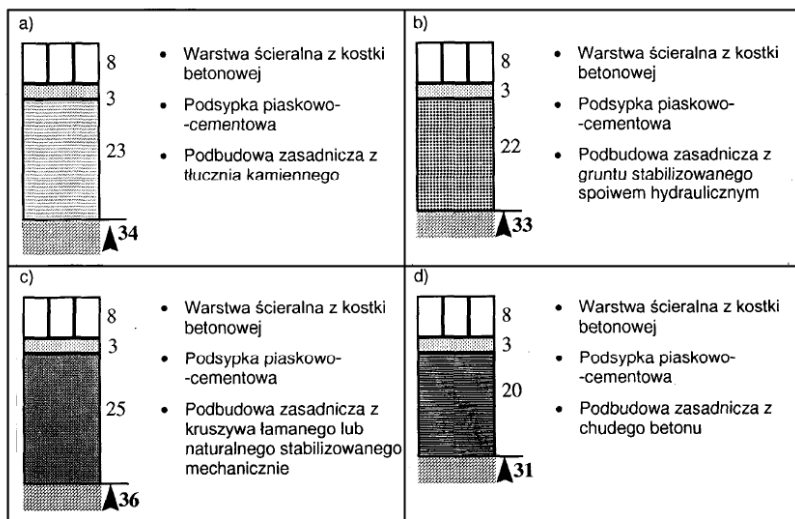 a)
8
3
23
34
• Warstwa ścieralna z kostki
betonowej
• Podsypka piaskowo-
-cementowa
• Podbudowa zasadnicza z
tłucznia kamiennego
b)
8
3
22
33
• Warstwa ścieralna z kostki
betonowej
• Podsypka piaskowo-
-cementowa
• Podbudowa zasadnicza z
gruntu stabilizowanego
spoiwem hydraulicznym
c)
8
3
25
36
• Warstwa ścieralna z kostki
betonowej
• Podsypka piaskowo-
-cementowa
• Podbudowa zasadnicza z
kruszywa łamanego lub
naturalnego stabilizowanego
mechanicznie
d)
8
3
20
31
• Warstwa ścieralna z kostki
betonowej
• Podsypka piaskowo-
-cementowa
• Podbudowa zasadnicza z
chudego betonu